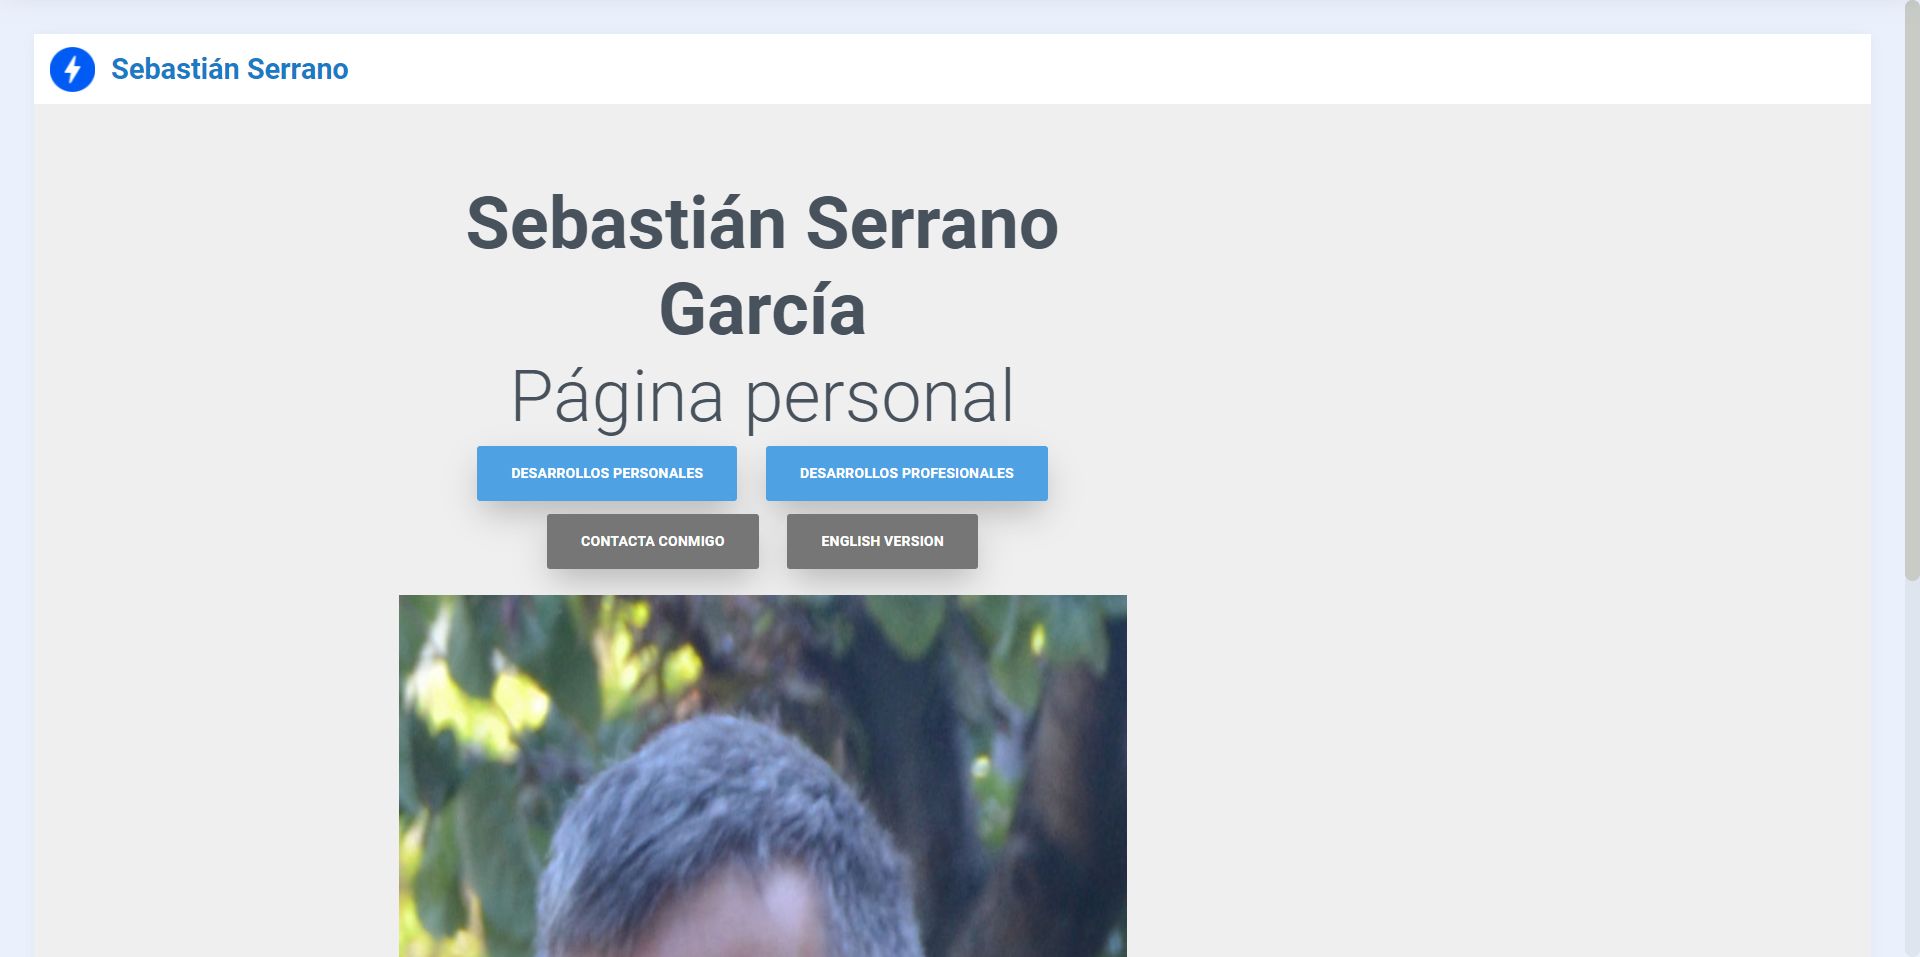 Sebastián Serrano
Sebastián Serrano
García
Página personal
DESARROLLOS PERSONALES
DESARROLLOS PROFESIONALES
CONTACTA CONMIGO
ENGLISH VERSION